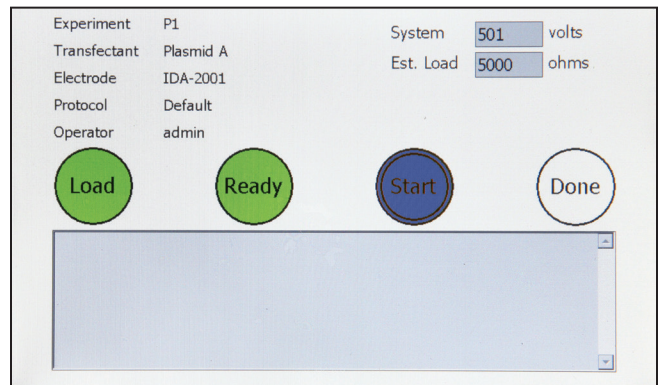 Experiment P1
Transfectant Plasmid A
Electrode IDA-2001
Protocol Default
Operator admin
System 501 volts
Est. Load 5000 ohms
Load Ready Start Done